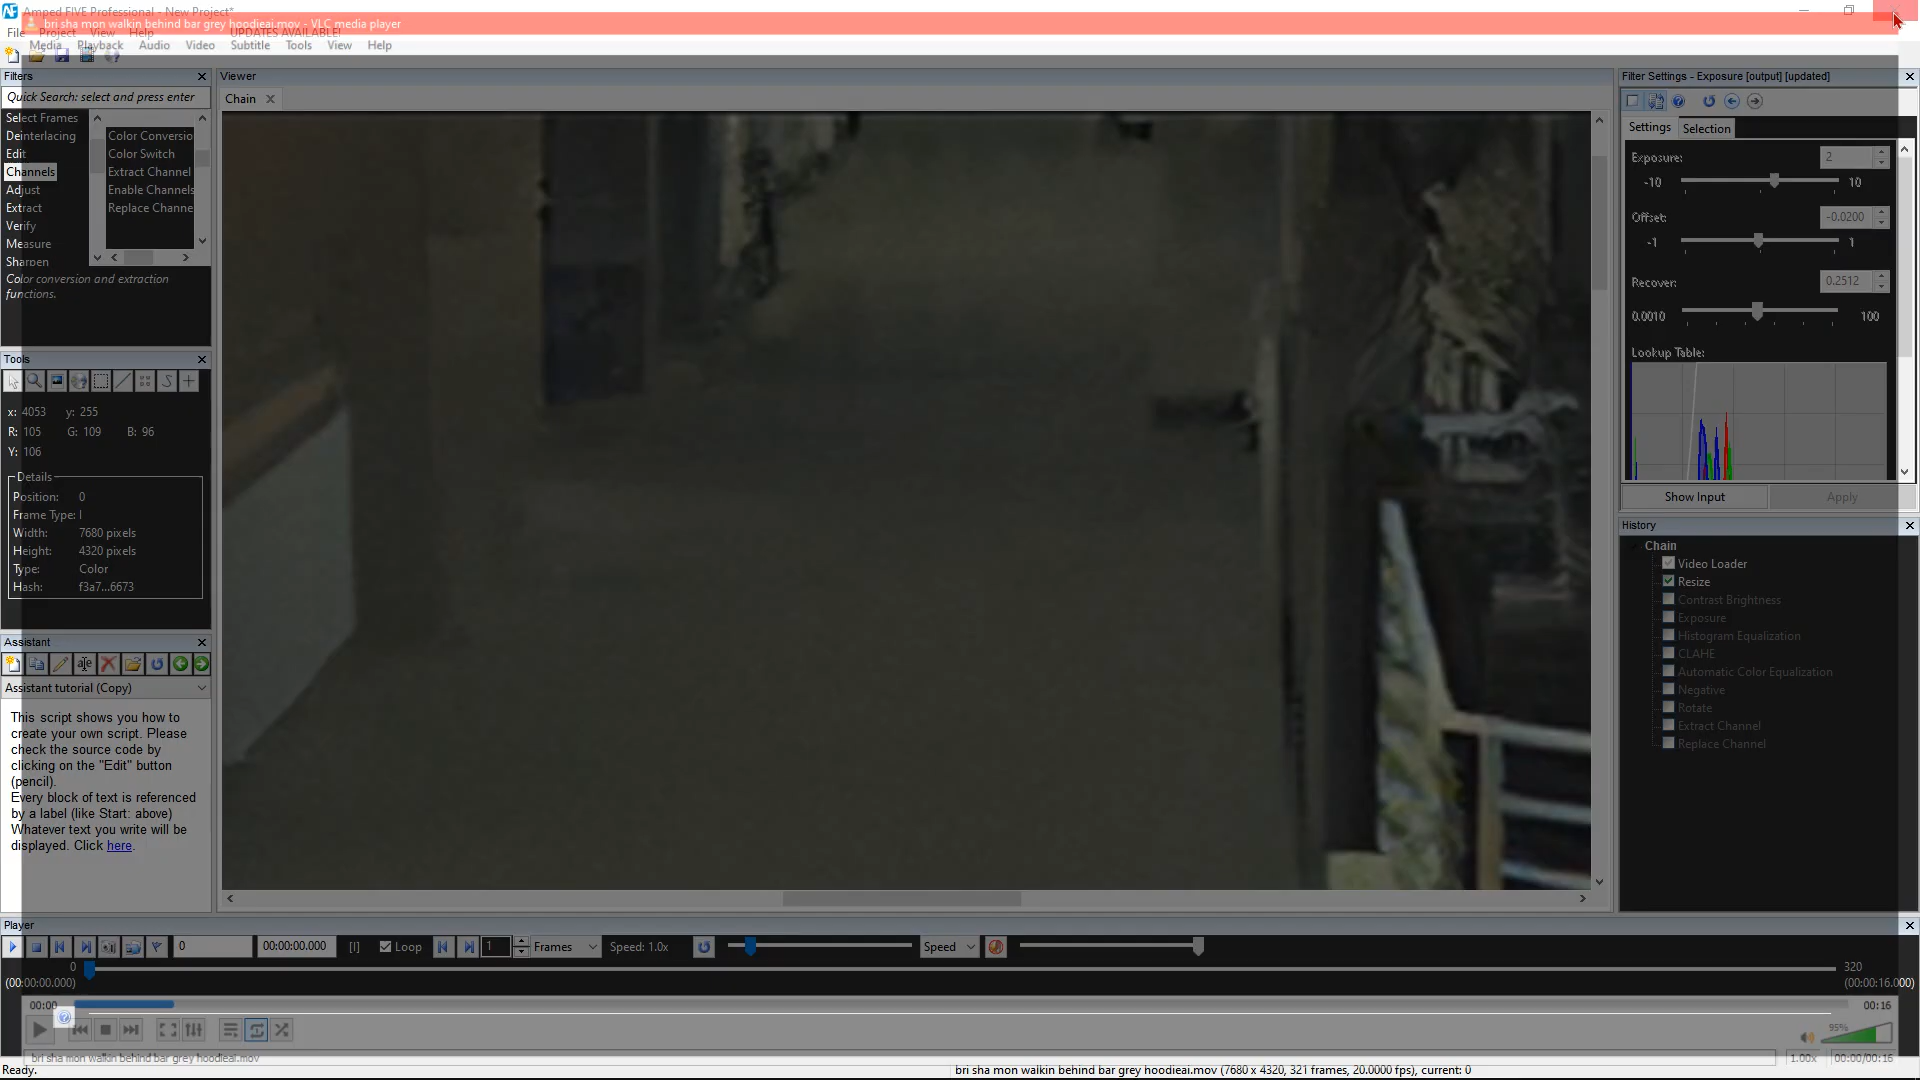 Amped FIVE Professional - New Project*
bri sha mon walkin behind bar grey hoodieai.mov - VLC media player
File Project View Help UPDATES AVAILABLE!
Media Playback Audio Video Subtitle Tools View Help
Filters
Quick Search: select and press enter
Select Frames
Deinterlacing
Edit
Channels
Adjust
Extract
Verify
Measure
Sharpen
Color Conversio
Color Switch
Extract Channel
Enable Channels
Replace Channe
Color conversion and extraction
functions.
Tools
x: 4053 y: 255
R: 105 G: 109 B: 96
Y: 106
Details
Position: 0
Frame Type: I
Width: 7680 pixels
Height: 4320 pixels
Type: Color
Hash: f3a7...6673
Assistant
Assistant tutorial (Copy)
This script shows you how to
create your own script. Please
check the source code by
clicking on the "Edit" button
(pencil).
Every block of text is referenced
by a label (like Start: above)
Whatever text you write will be
displayed. Click here.
Viewer
Chain
Filter Settings - Exposure [output] [updated]
Settings Selection
Exposure: 2
-10 10
Offset: -0.0200
-1 1
Recover: 0.2512
0.0010 100
Lookup Table:
Show Input Apply
History
Chain
Video Loader
Resize
Contrast Brightness
Exposure
Histogram Equalization
CLAHE
Automatic Color Equalization
Negative
Rotate
Extract Channel
Replace Channel
Player
0 00:00:00.000 [I] Loop 1 Frames Speed: 1.0x Speed
0 320
(00:00:00.000) (00:00:16.000)
00:00 00:16
95%
bri sha mon walkin behind bar grey hoodieai.mov 1.00x 00:00/00:16
Ready. bri sha mon walkin behind bar grey hoodieai.mov (7680 x 4320, 321 frames, 20.0000 fps), current: 0